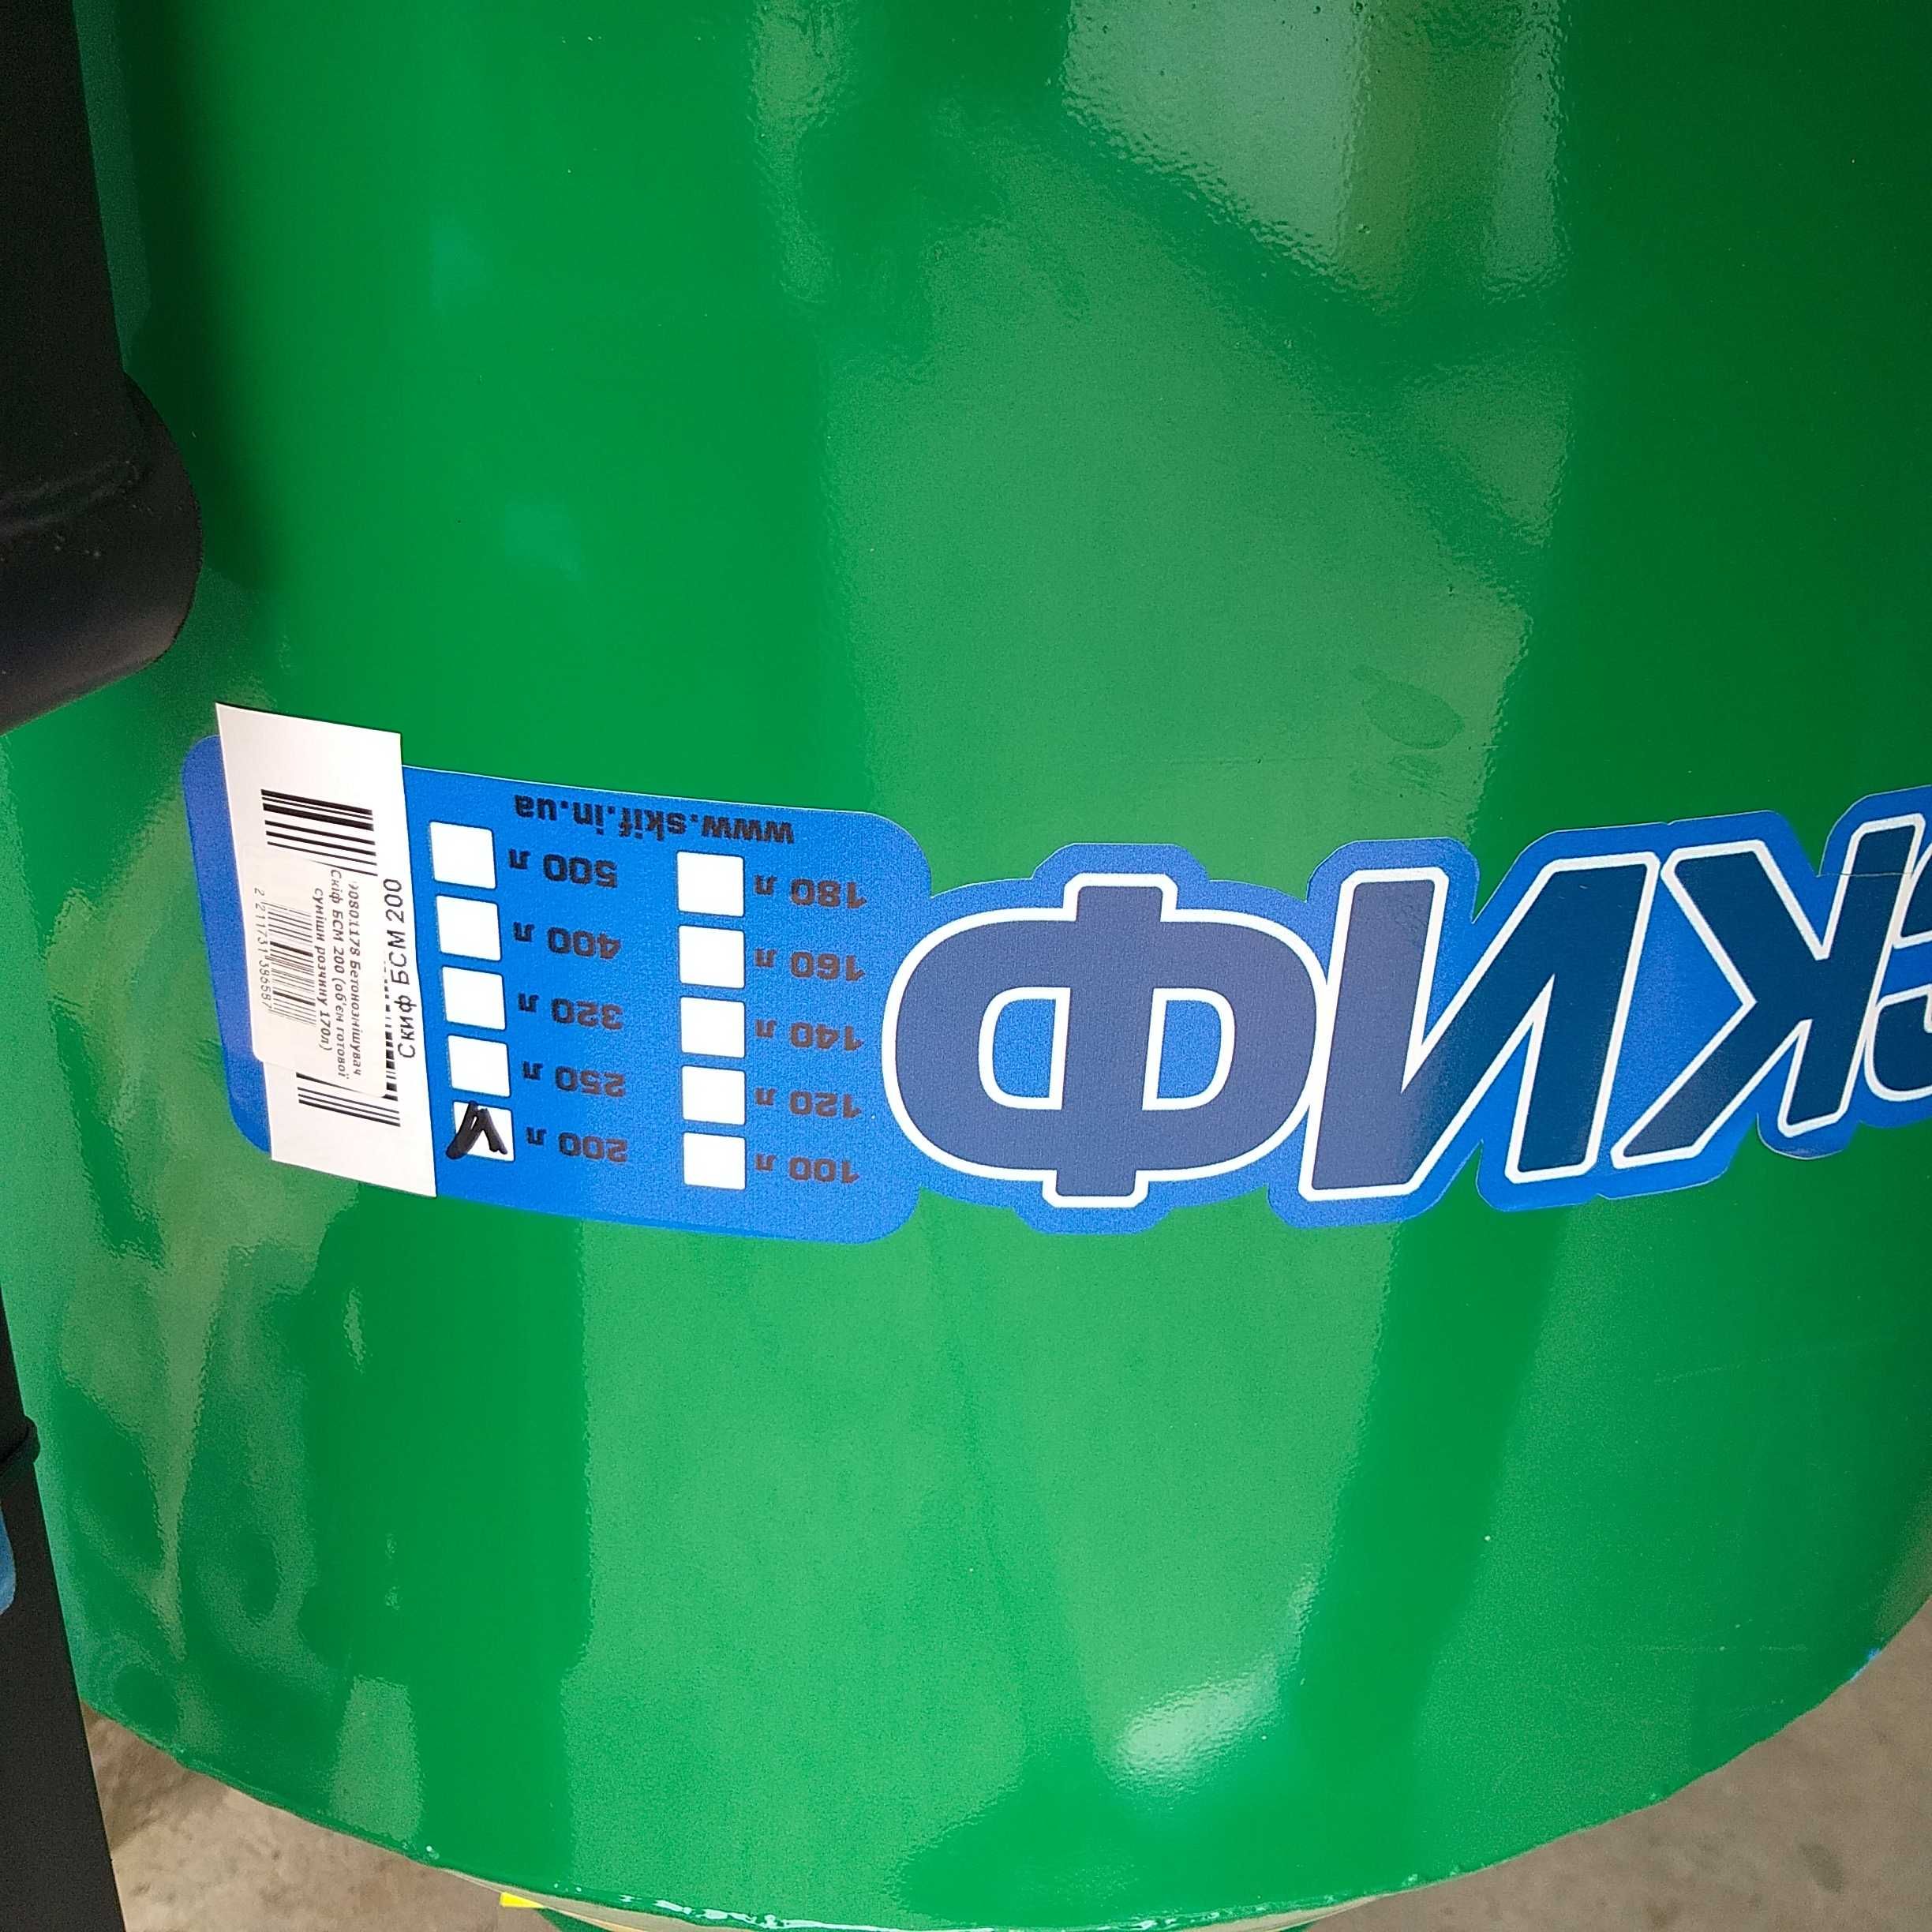 СКИФ
100 л
120 л
140 л
160 л
180 л
200 л
250 л
320 л
400 л
500 л
www.skif.in.ua
Скиф БСМ 200
Бетонозмішувач
Скіф БСМ 200 (об'єм готової
суміши розчину 170л)